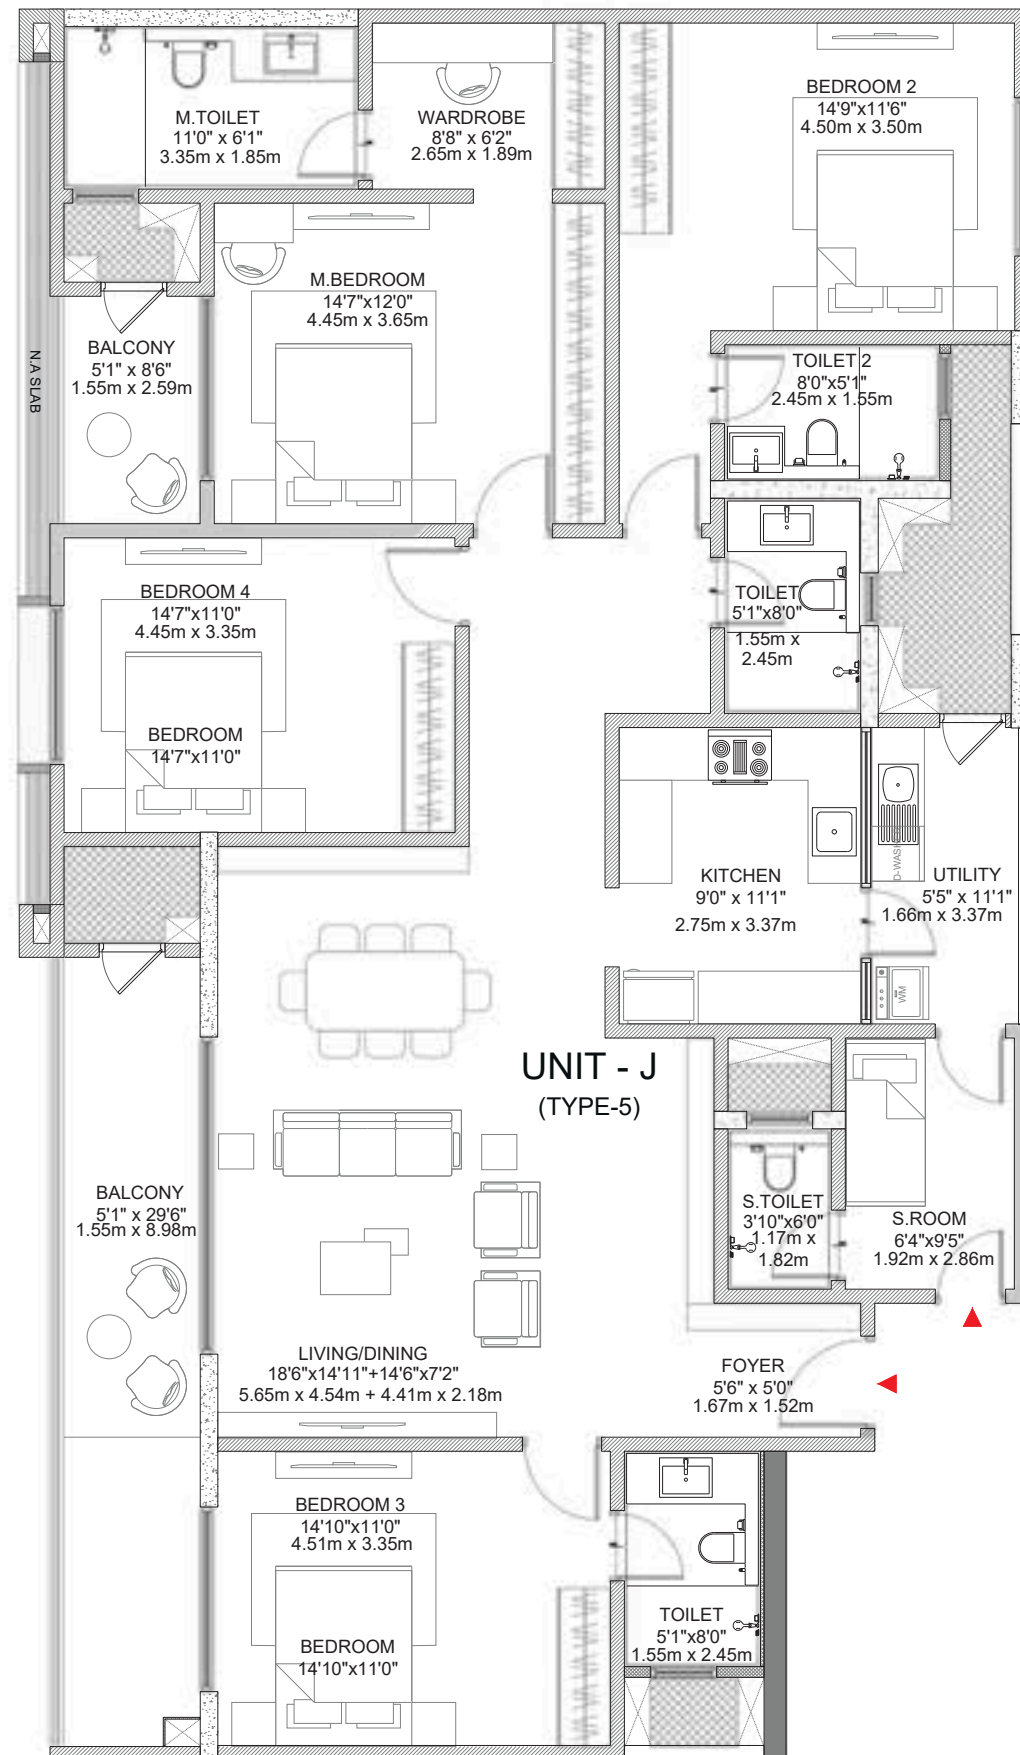 M.TOILET
11'0" x 6'1"
3.35m x 1.85m
WARDROBE
8'8" x 6'2"
2.65m x 1.89m
BEDROOM 2
14'9"x11'6"
4.50m x 3.50m
M.BEDROOM
14'7"x12'0"
4.45m x 3.65m
N.A SLAB
BALCONY
5'1" x 8'6"
1.55m x 2.59m
TOILET 2
8'0"x5'1"
2.45m x 1.55m
BEDROOM 4
14'7"x11'0"
4.45m x 3.35m
TOILET
5'1"x8'0"
1.55m x
2.45m
BEDROOM
14'7"x11'0"
KITCHEN
9'0" x 11'1"
2.75m x 3.37m
UTILITY
5'5" x 11'1"
1.66m x 3.37m
WM
UNIT - J
(TYPE-5)
BALCONY
5'1" x 29'6"
1.55m x 8.98m
S.TOILET
3'10"x6'0"
1.17m x
1.82m
S.ROOM
6'4"x9'5"
1.92m x 2.86m
LIVING/DINING
18'6"x14'11"+14'6"x7'2"
5.65m x 4.54m + 4.41m x 2.18m
FOYER
5'6" x 5'0"
1.67m x 1.52m
BEDROOM 3
14'10"x11'0"
4.51m x 3.35m
TOILET
5'1"x8'0"
1.55m x 2.45m
BEDROOM
14'10"x11'0"